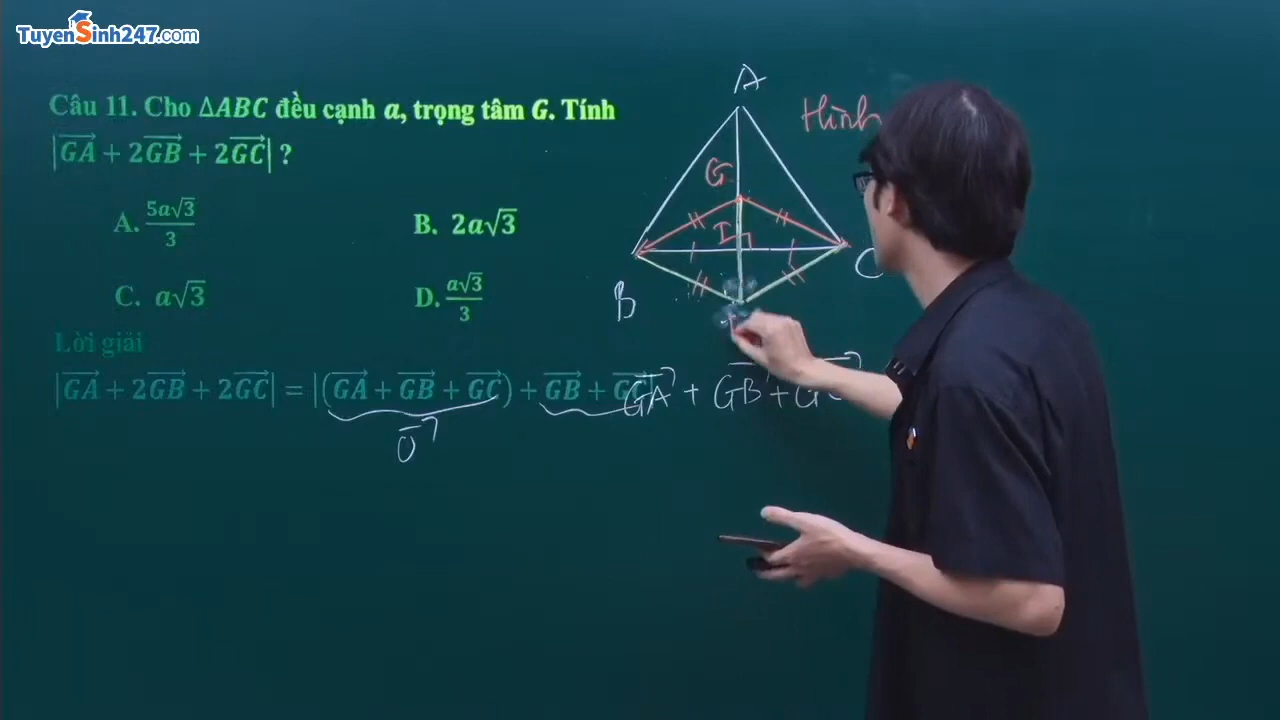 TuyenSinh247.com
Câu 11. Cho ΔABC đều cạnh a, trọng tâm G. Tính
|GA⃗ + 2GB⃗ + 2GC⃗| ?
A. 5a√3/3
B. 2a√3
C. a√3
D. a√3/3
Lời giải
|GA⃗ + 2GB⃗ + 2GC⃗| = |(GA⃗ + GB⃗ + GC⃗) + GB⃗ + GC⃗|
0⃗
GA⃗ + GB⃗ +
A
Hình
G
I
B
C